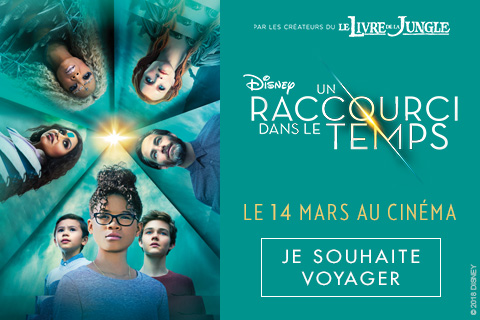 PAR LES CRÉATEURS DU LE LIVRE DE LA JUNGLE
Disney
UN
RACCOURCI
DANS LE TEMPS
LE 14 MARS AU CINÉMA
JE SOUHAITE
VOYAGER
© 2018 DISNEY